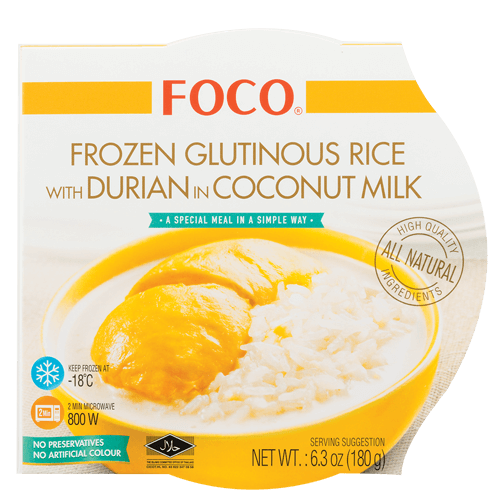 FOCO®
FROZEN GLUTINOUS RICE
WITH DURIAN IN COCONUT MILK
• A SPECIAL MEAL IN A SIMPLE WAY •
HIGH QUALITY
ALL NATURAL
INGREDIENTS
KEEP FROZEN AT
-18°C
2 MIN MICROWAVE
2 Min
800 W
NO PRESERVATIVES
NO ARTIFICIAL COLOUR
حلال
SERVING SUGGESTION
NET WT. : 6.3 oz (180 g)